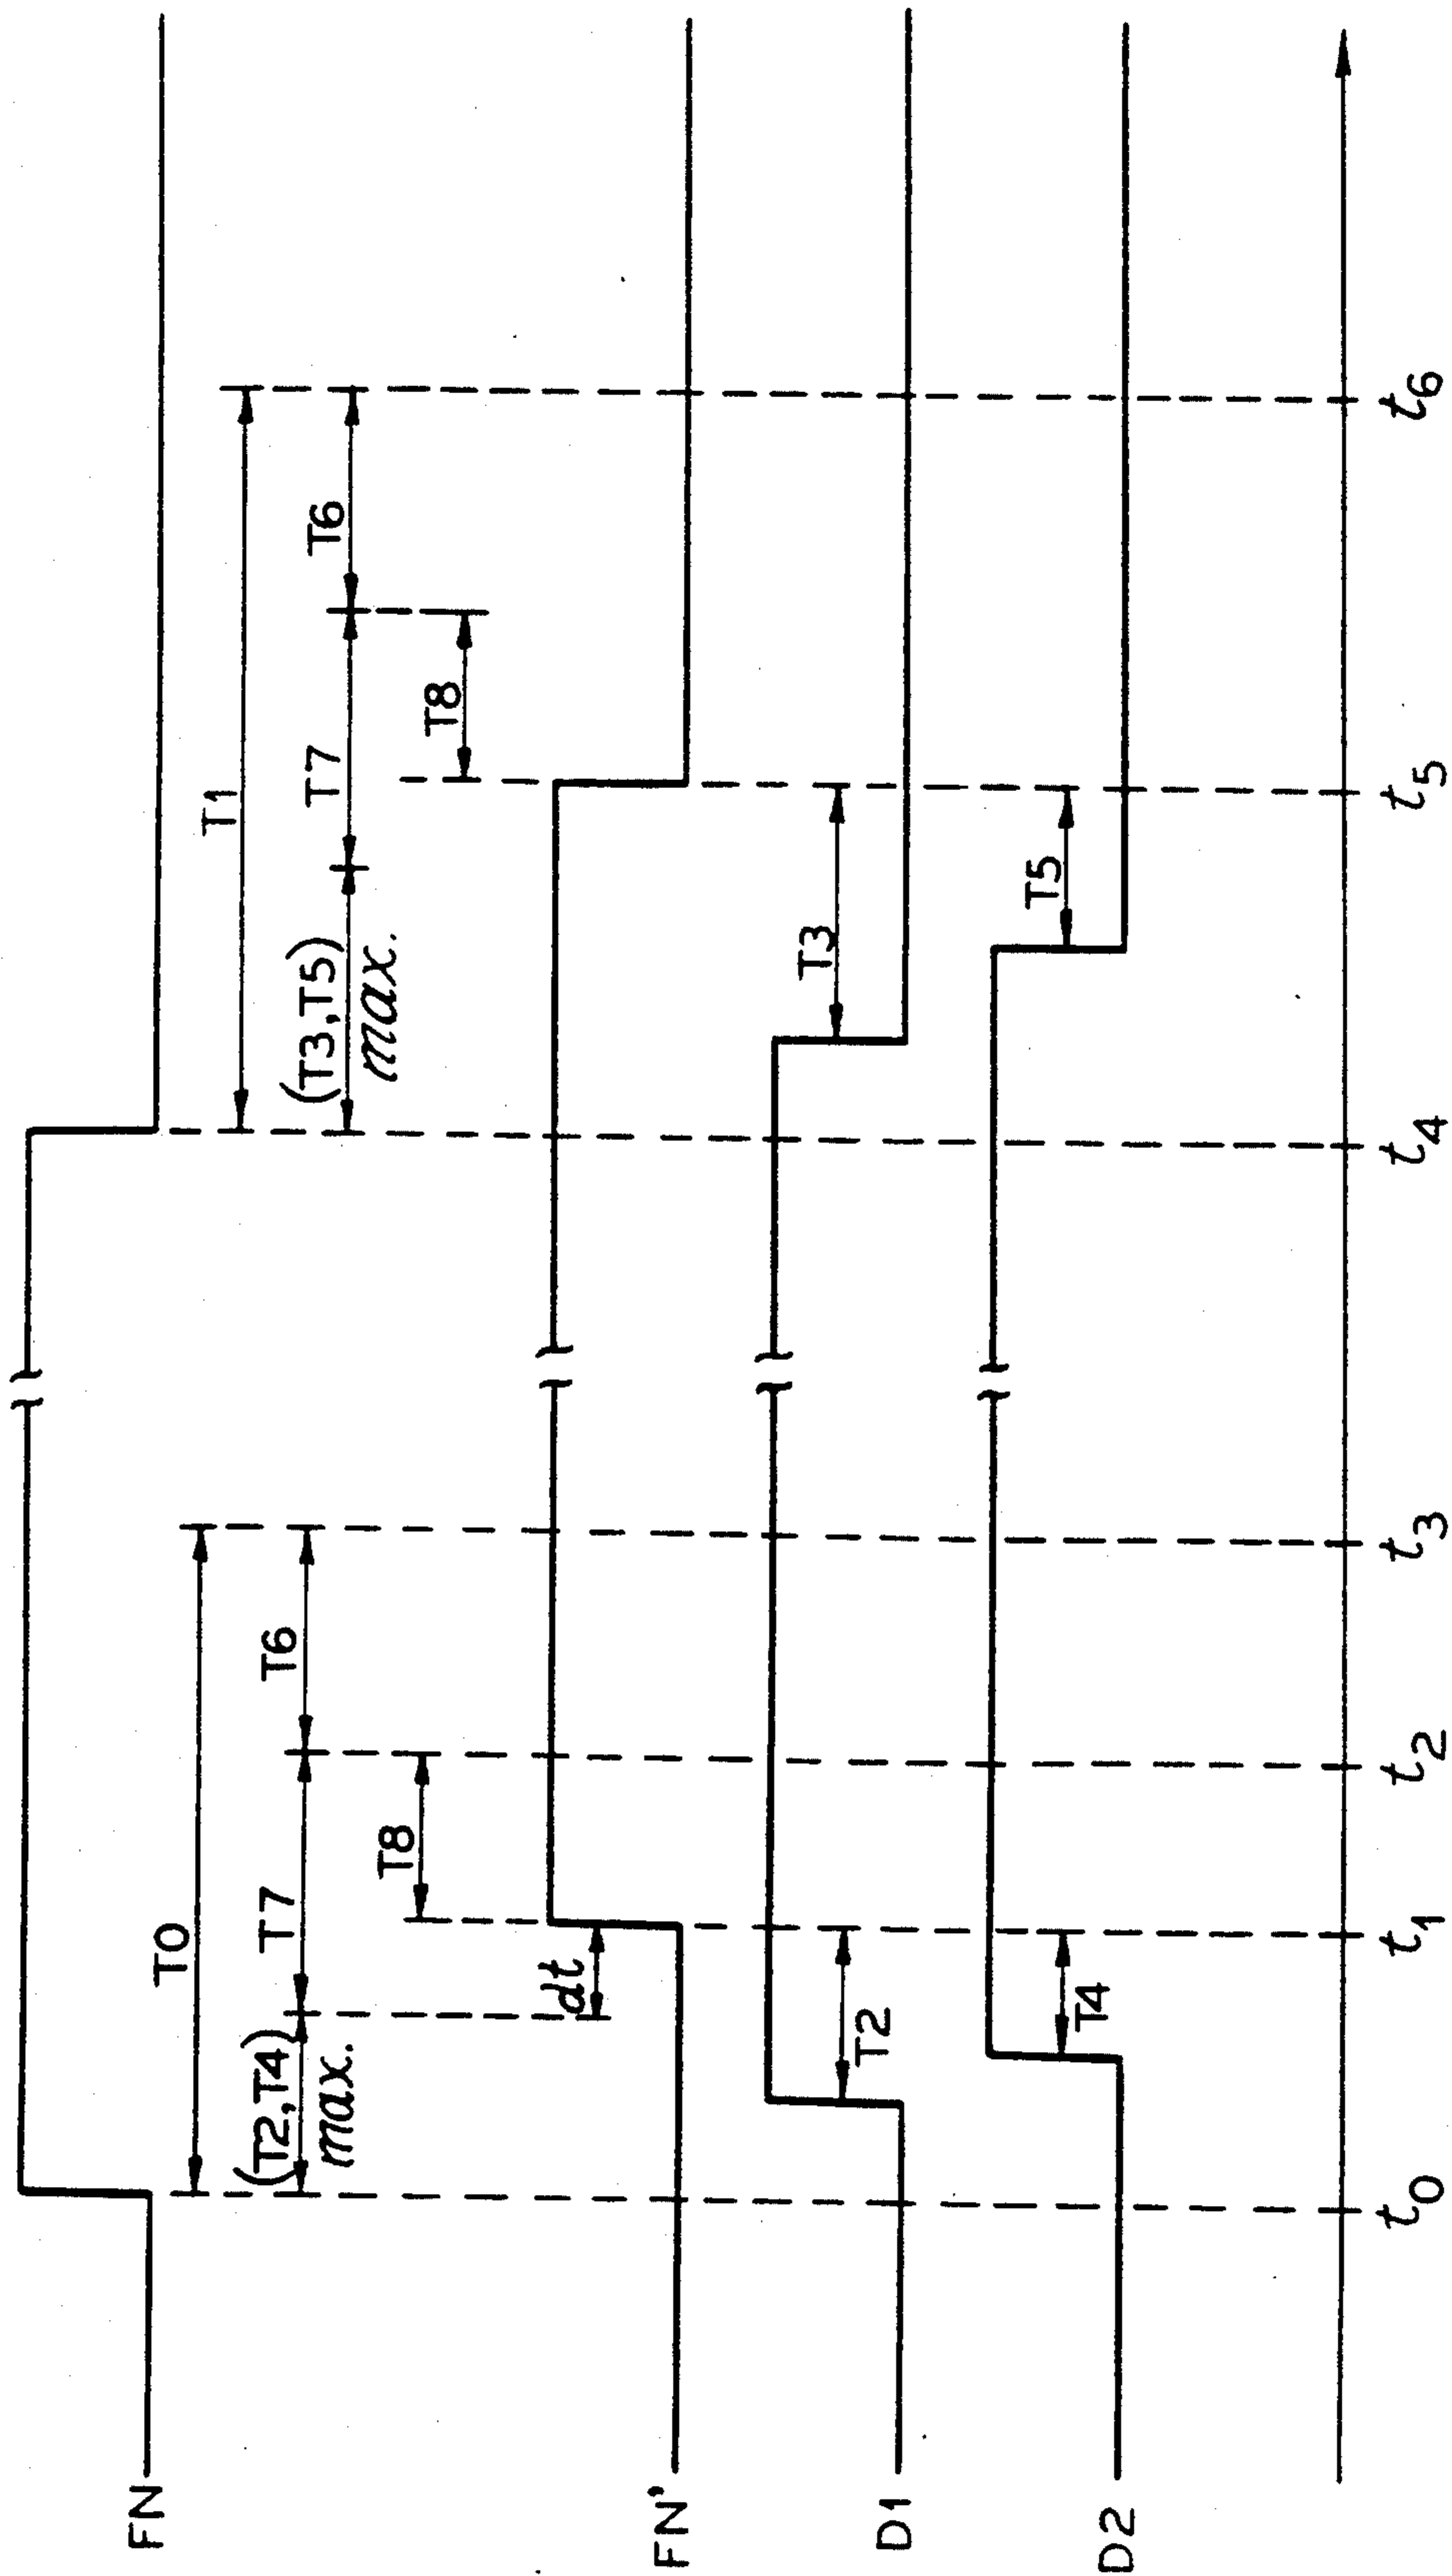 FN
T0
T1
(T2,T4)
max.
T7
T6
(T3,T5)
max.
T7
T6
T8
T8
dt
FN'
D1
T2
T3
D2
T4
T5
t0
t1
t2
t3
t4
t5
t6